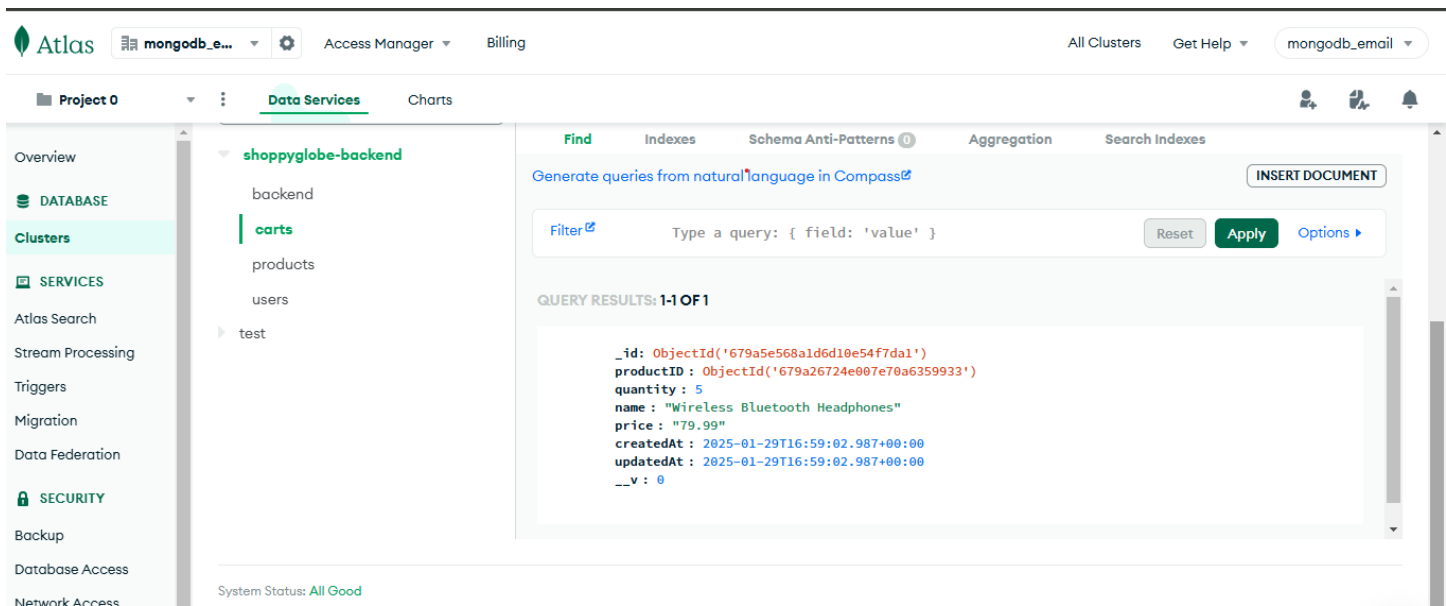 Atlas mongodb_e... Access Manager Billing All Clusters Get Help mongodb_email
Project 0 Data Services Charts
Overview
DATABASE
Clusters
SERVICES
Atlas Search
Stream Processing
Triggers
Migration
Data Federation
SECURITY
Backup
Database Access
Network Access
shoppyglobe-backend
backend
carts
products
users
test
Find Indexes Schema Anti-Patterns 0 Aggregation Search Indexes
Generate queries from natural language in Compass
INSERT DOCUMENT
Filter Type a query: { field: 'value' } Reset Apply Options
QUERY RESULTS: 1-1 OF 1
_id: ObjectId('679a5e568a1d6d10e54f7da1')
productID : ObjectId('679a26724e007e70a6359933')
quantity : 5
name : "Wireless Bluetooth Headphones"
price : "79.99"
createdAt : 2025-01-29T16:59:02.987+00:00
updatedAt : 2025-01-29T16:59:02.987+00:00
__v : 0
System Status: All Good